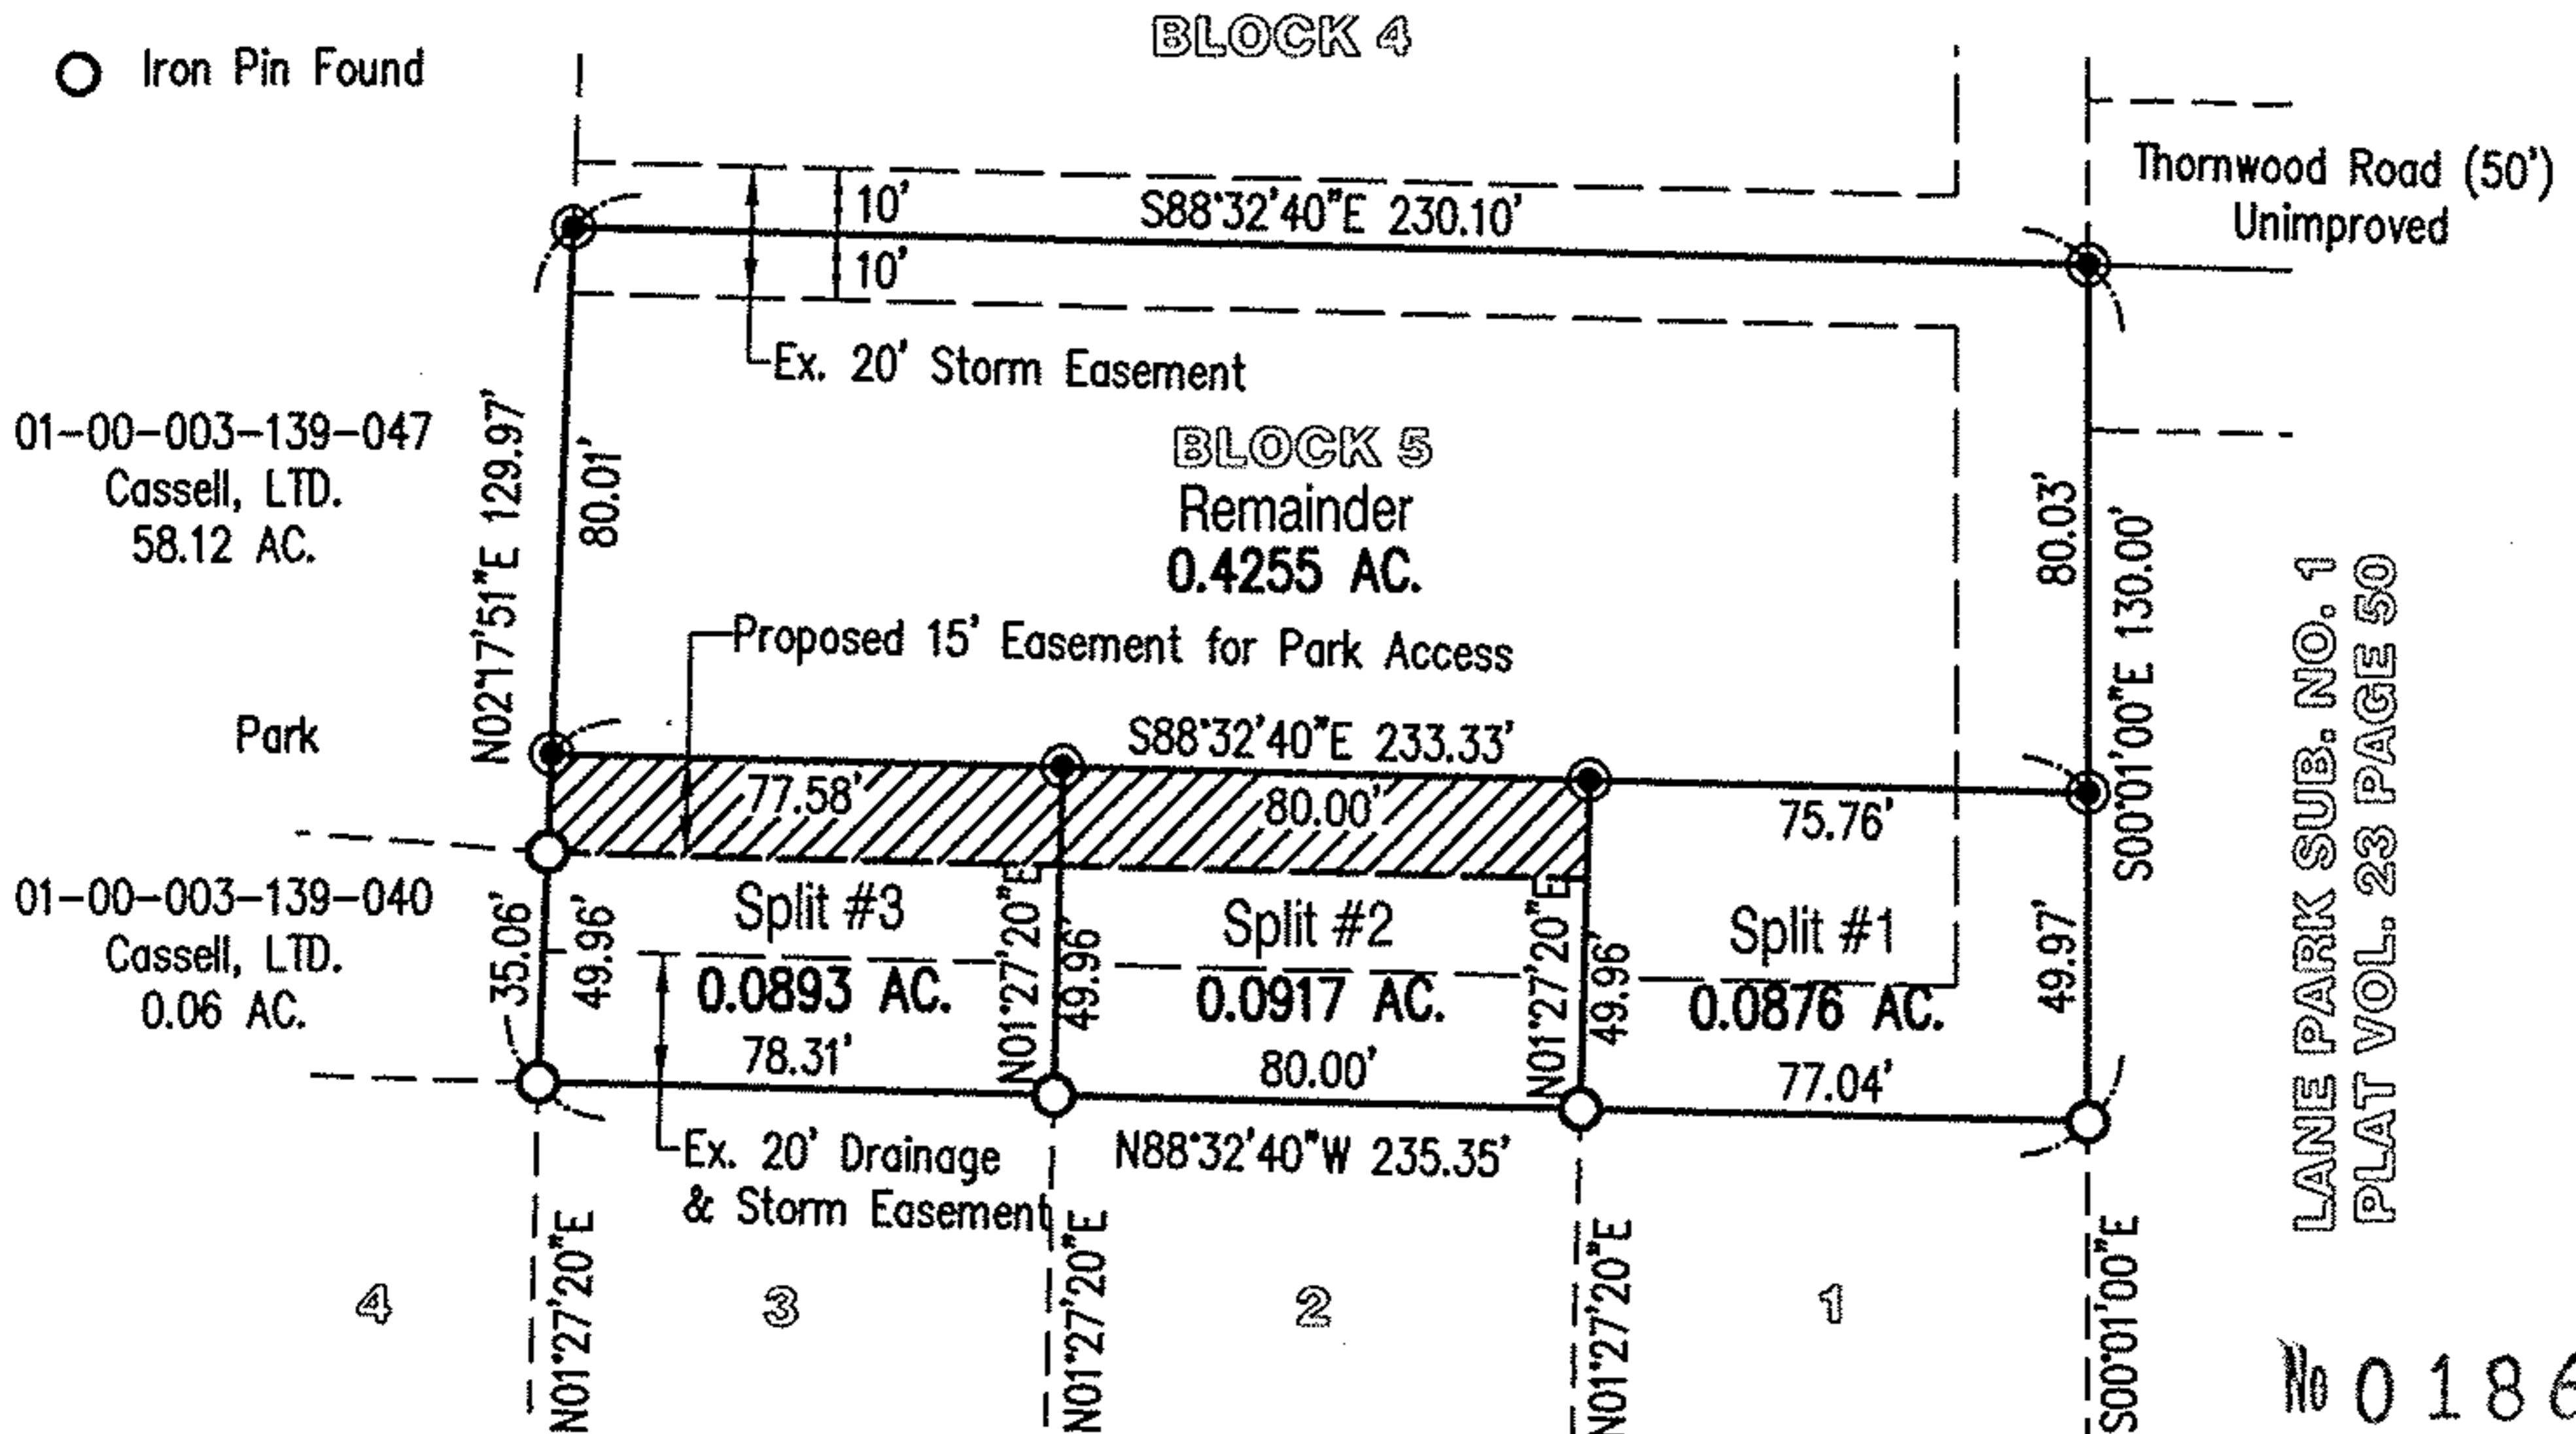 BLOCK 4
Iron Pin Found
Thornwood Road (50')
Unimproved
10'
S88°32'40"E 230.10'
10'
Ex. 20' Storm Easement
01-00-003-139-047
Cassell, LTD.
58.12 AC.
N02°17'51"E 129.97'
80.01'
BLOCK 5
Remainder
0.4255 AC.
80.03'
S00°01'00"E 130.00'
LANE PARK SUB. NO. 1
PLAT VOL. 23 PAGE 50
Proposed 15' Easement for Park Access
Park
S88°32'40"E 233.33'
77.58'
80.00'
75.76'
01-00-003-139-040
Cassell, LTD.
0.06 AC.
35.06'
49.96'
Split #3
0.0893 AC.
78.31'
N01°27'20"E
49.96'
Split #2
0.0917 AC.
80.00'
N01°27'20"E
49.96'
Split #1
0.0876 AC.
77.04'
49.97'
Ex. 20' Drainage
& Storm Easement
N88°32'40"W 235.35'
4
N01°27'20"E
3
N01°27'20"E
2
N01°27'20"E
1
S00°01'00"E
No 0186